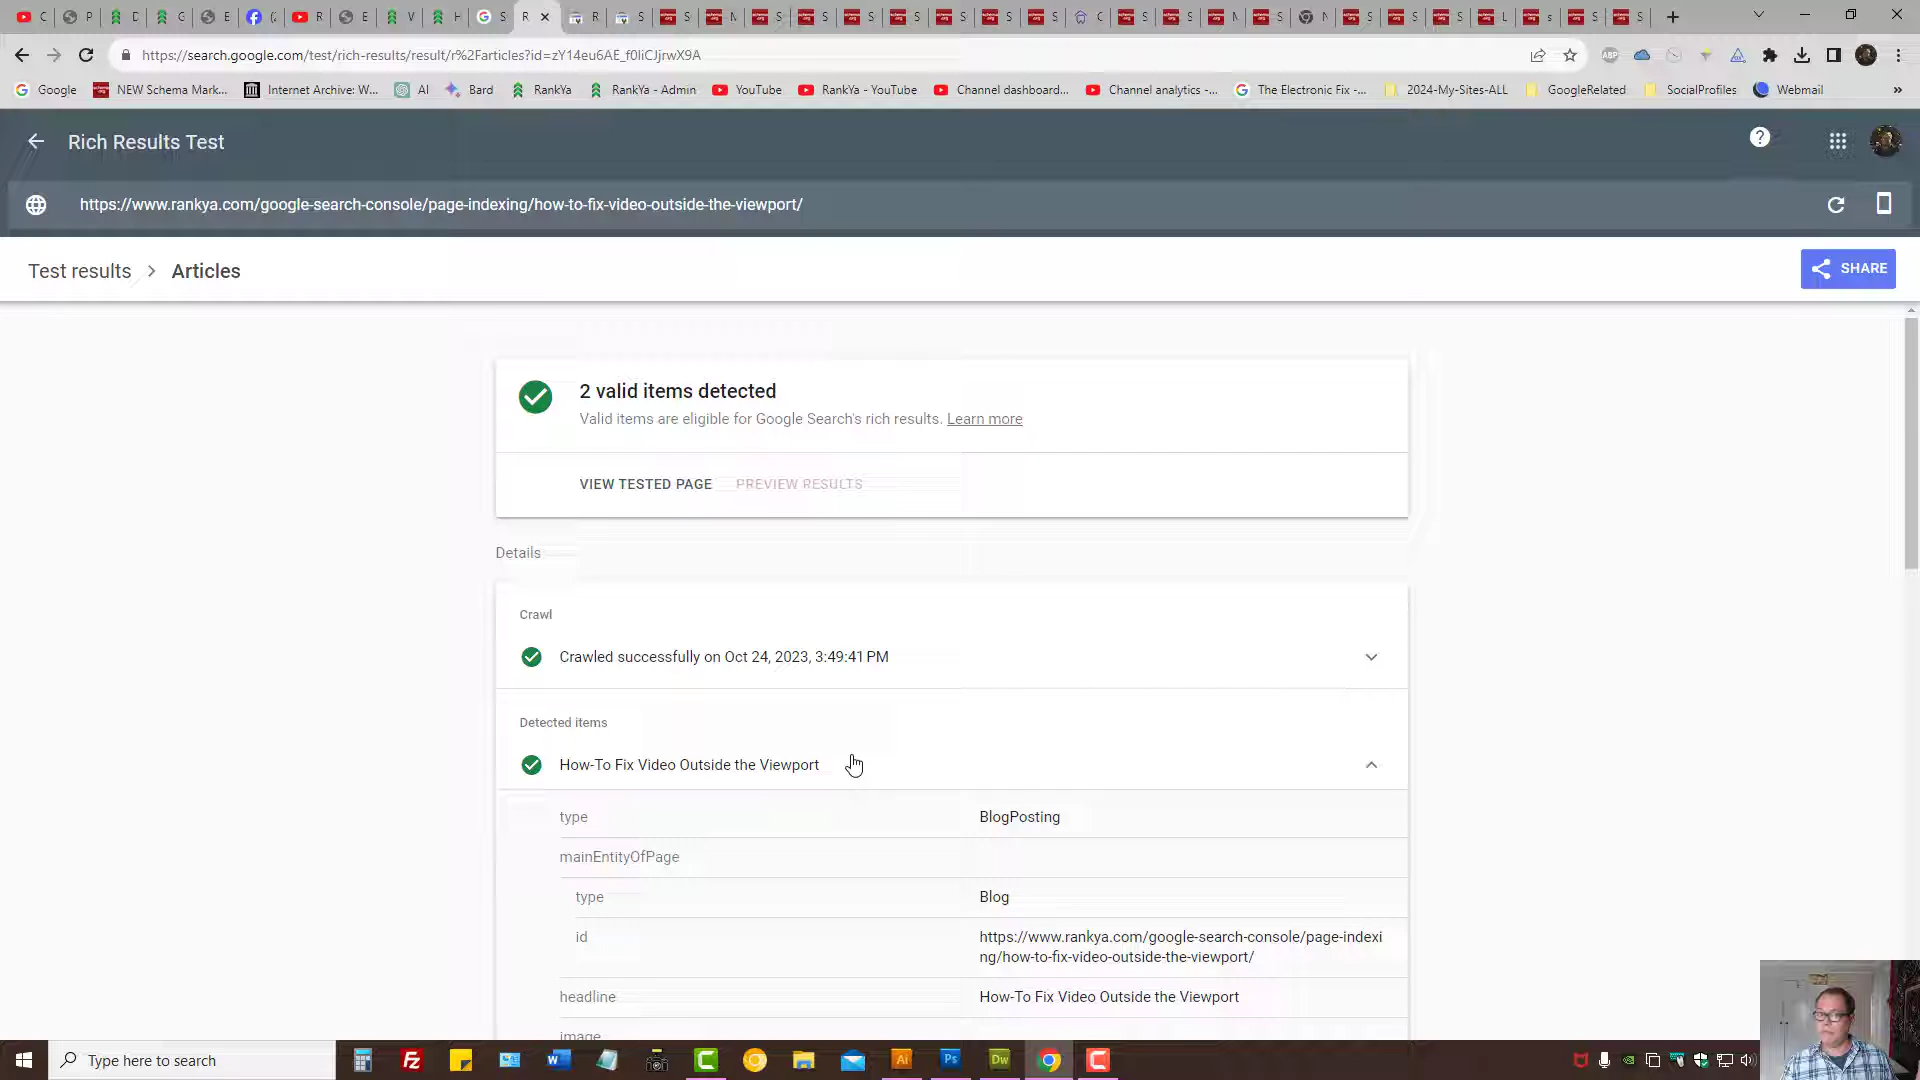 https://search.google.com/test/rich-results/result/r%2Farticles?id=zY14eu6AE_f0liCJjrwX9A
Google
NEW Schema Mark...
Internet Archive: W...
AI
Bard
RankYa
RankYa - Admin
YouTube
RankYa - YouTube
Channel dashboard...
Channel analytics -...
The Electronic Fix -...
2024-My-Sites-ALL
GoogleRelated
SocialProfiles
Webmail
»
Rich Results Test
https://www.rankya.com/google-search-console/page-indexing/how-to-fix-video-outside-the-viewport/
Test results > Articles
SHARE
2 valid items detected
Valid items are eligible for Google Search's rich results. Learn more
VIEW TESTED PAGE PREVIEW RESULTS
Details
Crawl
Crawled successfully on Oct 24, 2023, 3:49:41 PM
Detected items
How-To Fix Video Outside the Viewport
type BlogPosting
mainEntityOfPage
type Blog
id https://www.rankya.com/google-search-console/page-indexi
ng/how-to-fix-video-outside-the-viewport/
headline How-To Fix Video Outside the Viewport
image
Type here to search